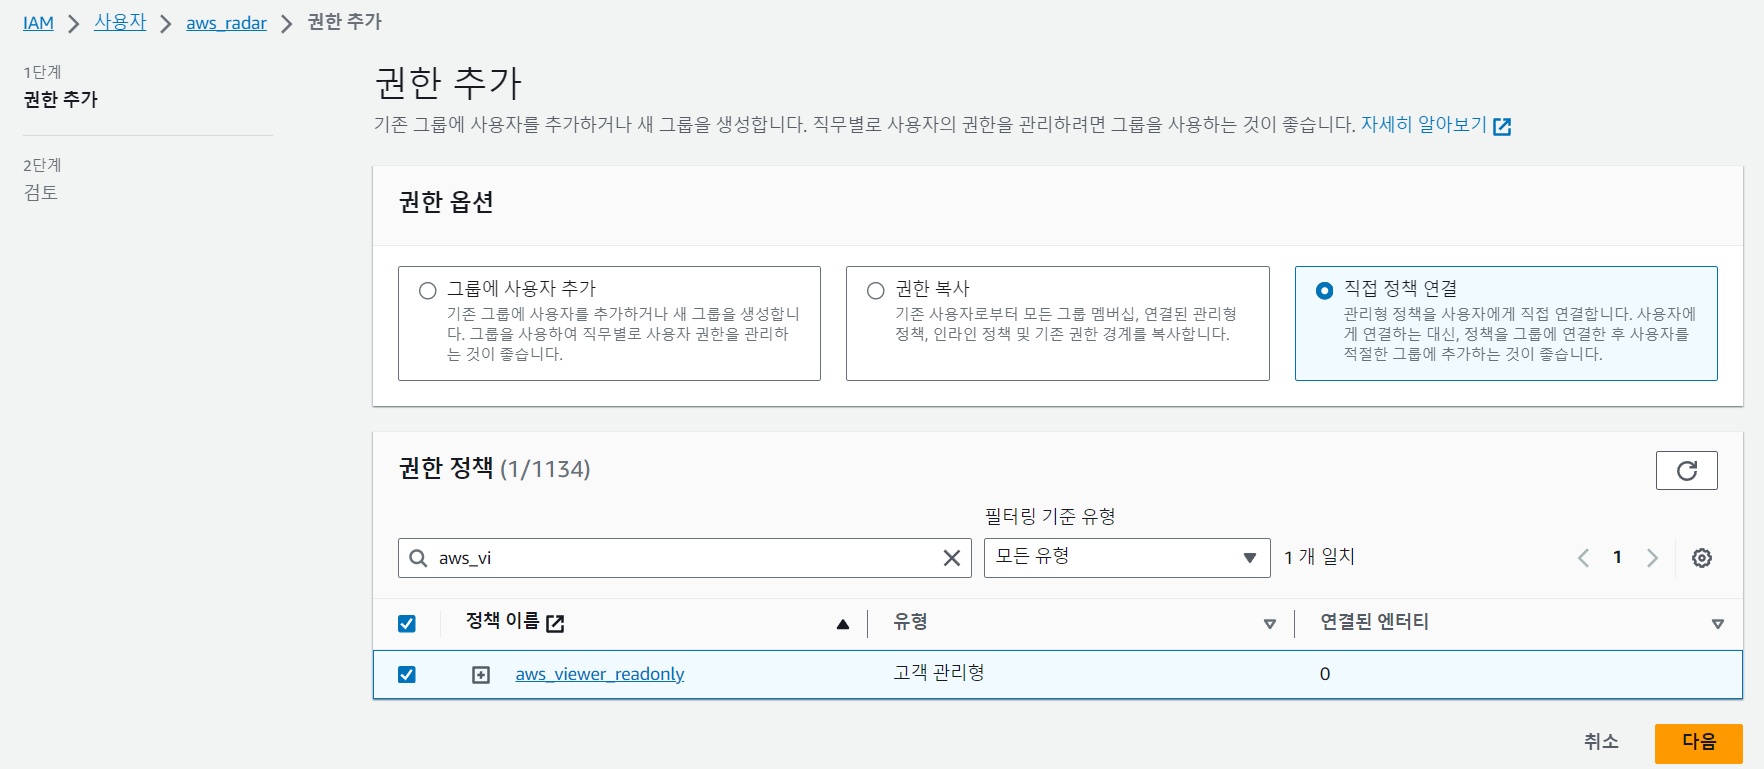 IAM > 사용자 > aws_radar > 권한 추가
1단계
권한 추가
2단계
검토
권한 추가
기존 그룹에 사용자를 추가하거나 새 그룹을 생성합니다. 직무별로 사용자의 권한을 관리하려면 그룹을 사용하는 것이 좋습니다. 자세히 알아보기
권한 옵션
그룹에 사용자 추가
기존 그룹에 사용자를 추가하거나 새 그룹을 생성합니
다. 그룹을 사용하여 직무별로 사용자 권한을 관리하
는 것이 좋습니다.
권한 복사
기존 사용자로부터 모든 그룹 멤버십, 연결된 관리형
정책, 인라인 정책 및 기존 권한 경계를 복사합니다.
직접 정책 연결
관리형 정책을 사용자에게 직접 연결합니다. 사용자에
게 연결하는 대신, 정책을 그룹에 연결한 후 사용자를
적절한 그룹에 추가하는 것이 좋습니다.
권한 정책 (1/1134)
필터링 기준 유형
aws_vi 모든 유형 1 개 일치 1
정책 이름 유형 연결된 엔터티
aws_viewer_readonly 고객 관리형 0
취소 다음